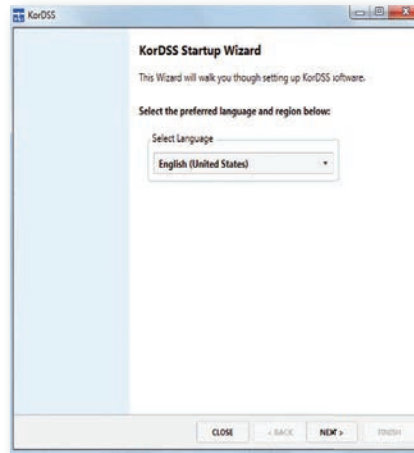 KorDSS
KorDSS Startup Wizard
This Wizard will walk you though setting up KorDSS software.
Select the preferred language and region below:
Select Language
English (United States)
CLOSE
< BACK
NEXT >
FINISH